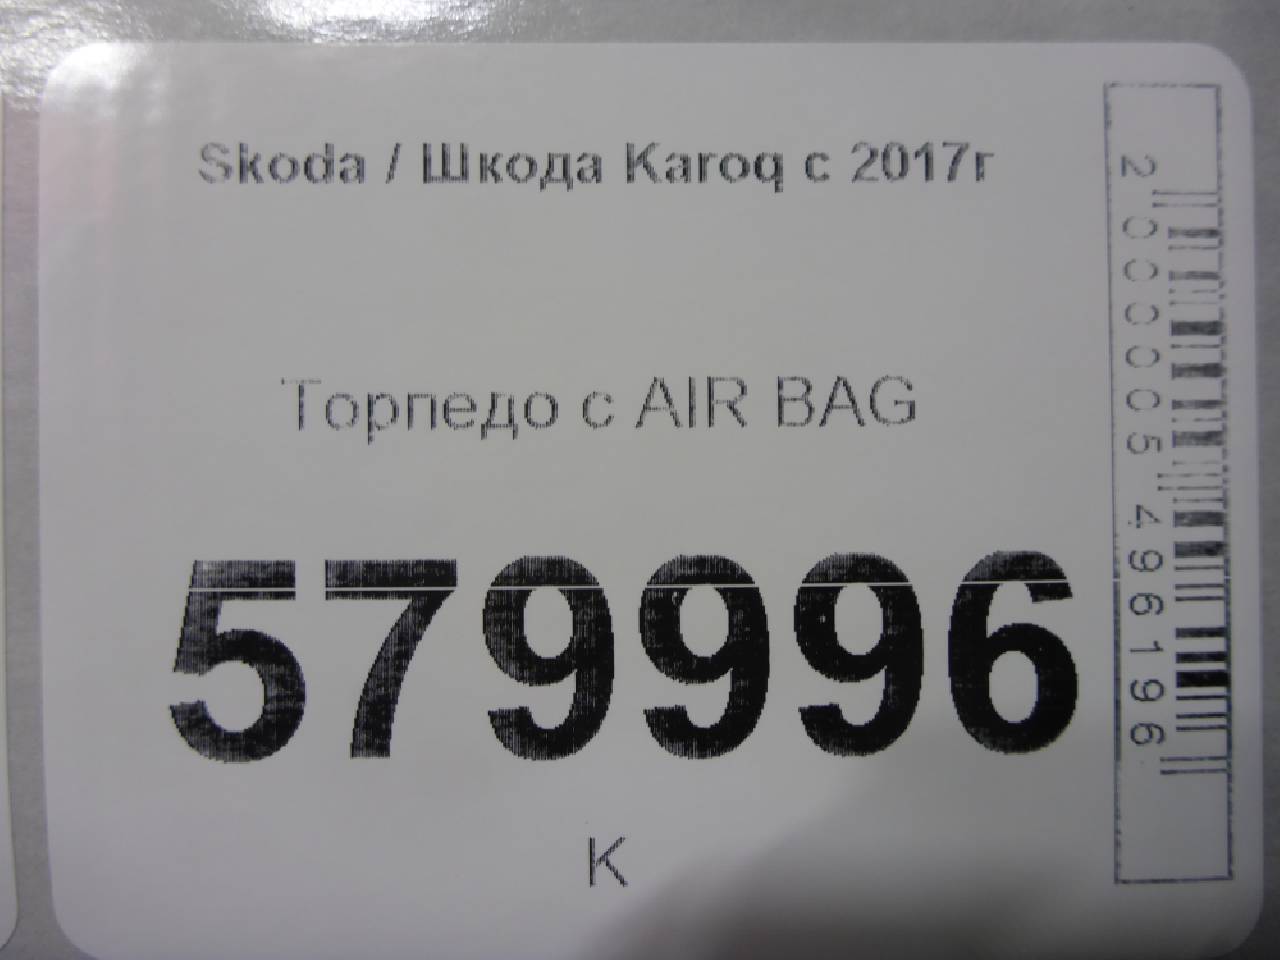 Skoda / Шкода Karoq с 2017г
Торпедо с AIR BAG
579996
К
2000005496196